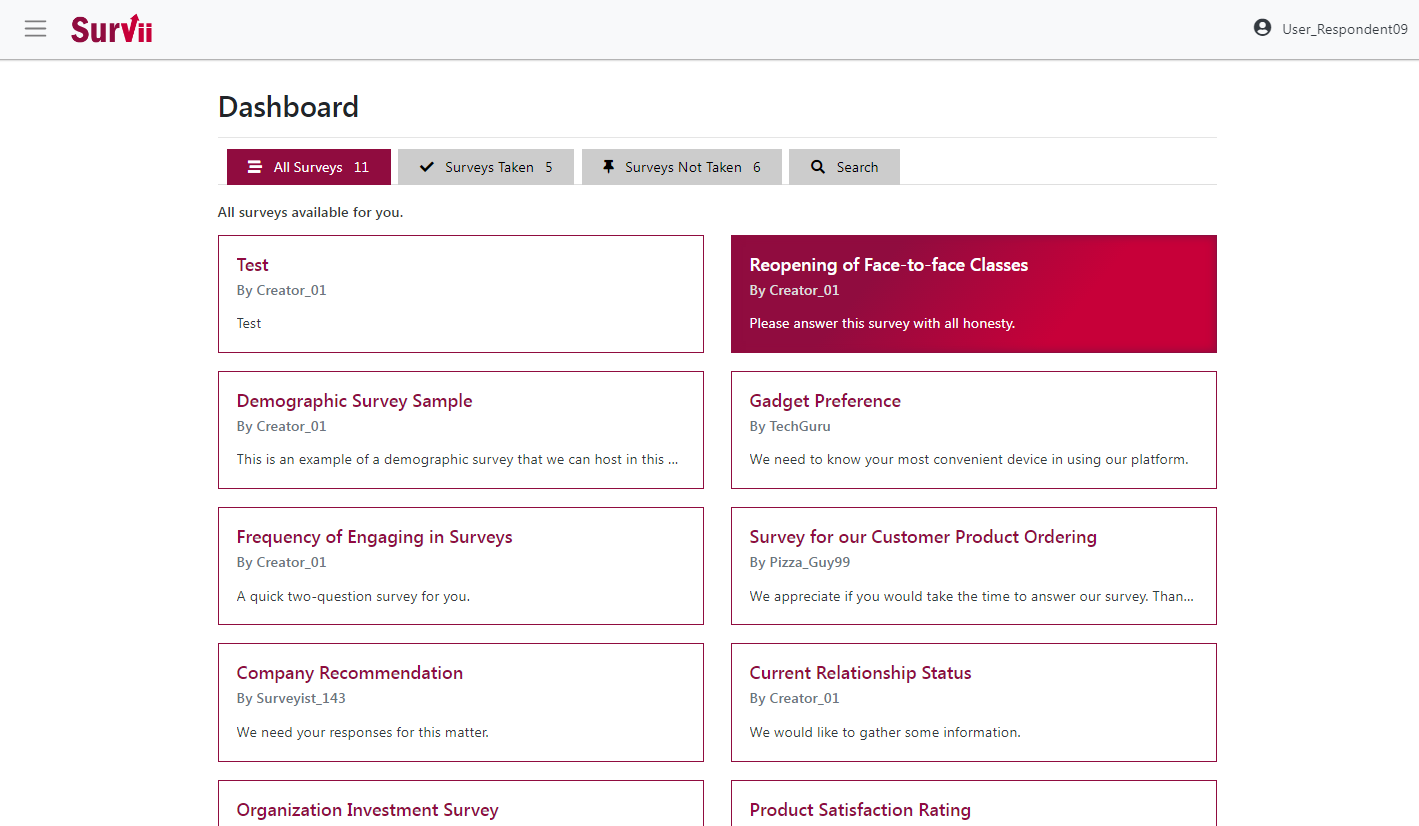 Survii
User_Respondent09
Dashboard
All Surveys 11
Surveys Taken 5
Surveys Not Taken 6
Search
All surveys available for you.
Test
By Creator_01
Test
Reopening of Face-to-face Classes
By Creator_01
Please answer this survey with all honesty.
Demographic Survey Sample
By Creator_01
This is an example of a demographic survey that we can host in this ...
Gadget Preference
By TechGuru
We need to know your most convenient device in using our platform.
Frequency of Engaging in Surveys
By Creator_01
A quick two-question survey for you.
Survey for our Customer Product Ordering
By Pizza_Guy99
We appreciate if you would take the time to answer our survey. Than...
Company Recommendation
By Surveyist_143
We need your responses for this matter.
Current Relationship Status
By Creator_01
We would like to gather some information.
Organization Investment Survey
Product Satisfaction Rating